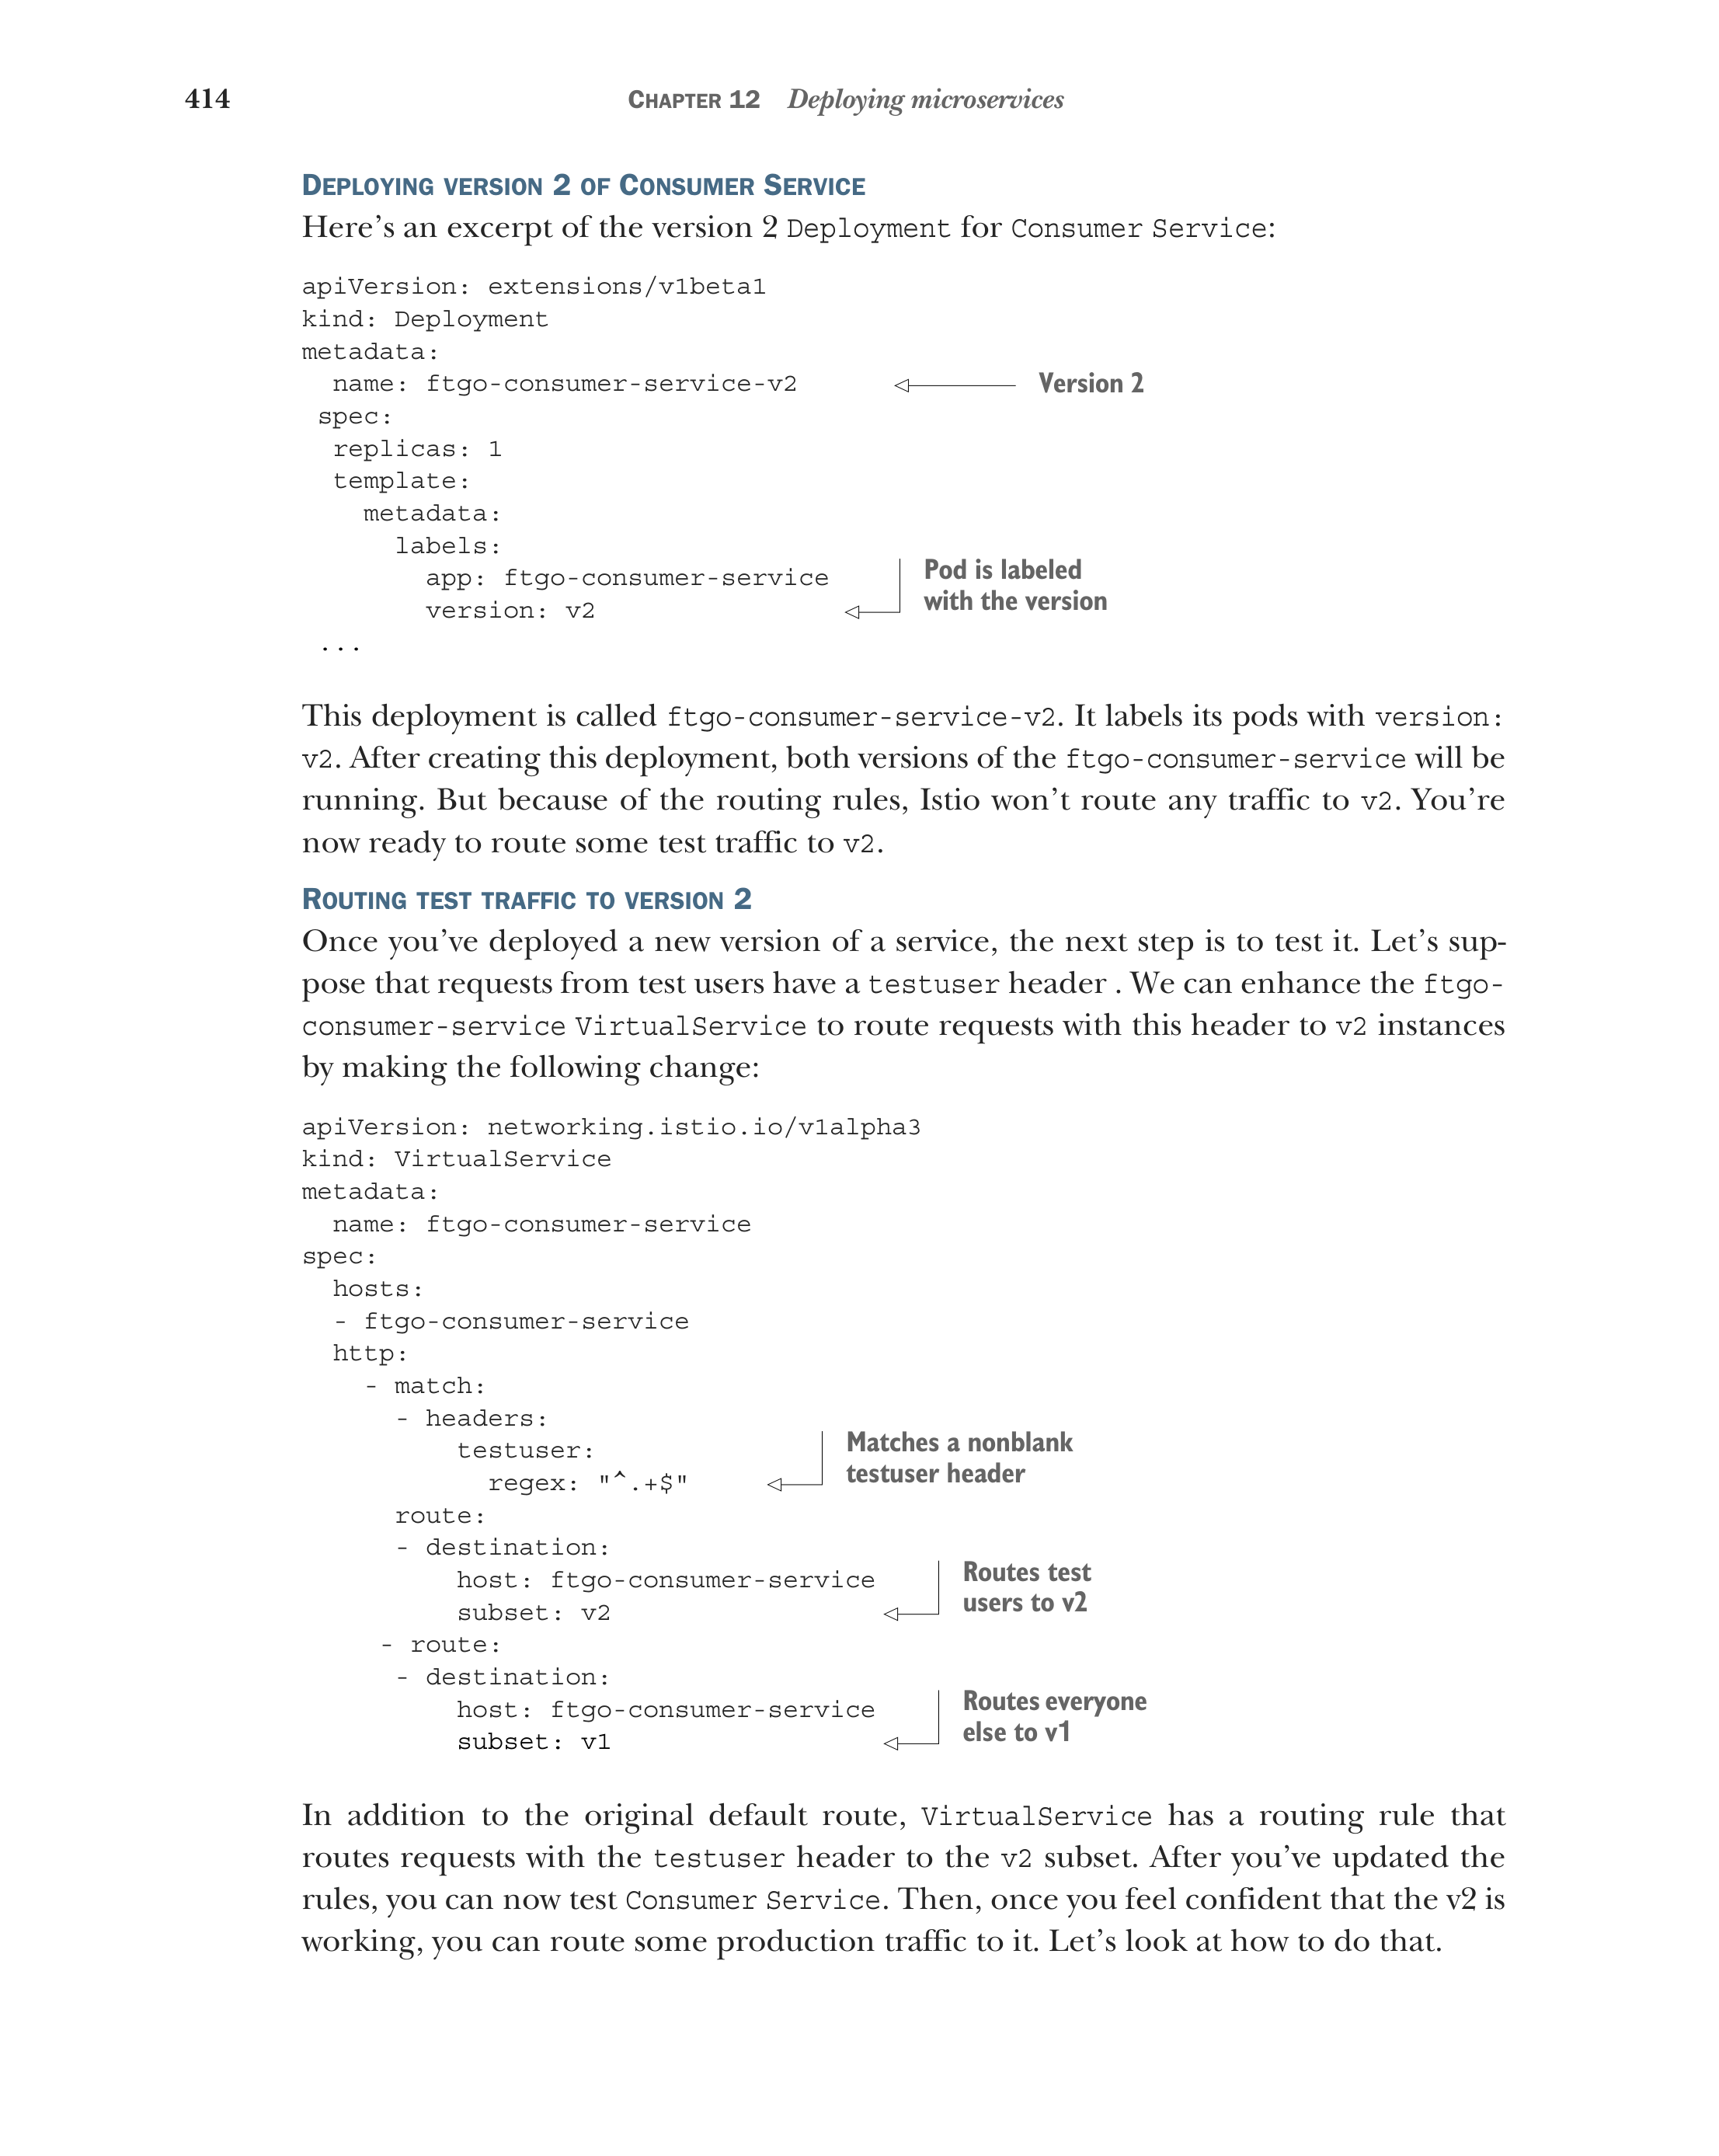 414 CHAPTER 12 Deploying microservices
DEPLOYING VERSION 2 OF CONSUMER SERVICE
Here's an excerpt of the version 2 Deployment for Consumer Service:
apiVersion: extensions/v1beta1
kind: Deployment
metadata:
  name: ftgo-consumer-service-v2 Version 2
 spec:
  replicas: 1
  template:
    metadata:
      labels:
        app: ftgo-consumer-service
        version: v2
Pod is labeled
with the version
 ...
This deployment is called ftgo-consumer-service-v2. It labels its pods with version:
v2. After creating this deployment, both versions of the ftgo-consumer-service will be
running. But because of the routing rules, Istio won't route any traffic to v2. You're
now ready to route some test traffic to v2.
ROUTING TEST TRAFFIC TO VERSION 2
Once you've deployed a new version of a service, the next step is to test it. Let's sup-
pose that requests from test users have a testuser header . We can enhance the ftgo-
consumer-service VirtualService to route requests with this header to v2 instances
by making the following change:
apiVersion: networking.istio.io/v1alpha3
kind: VirtualService
metadata:
  name: ftgo-consumer-service
spec:
  hosts:
  - ftgo-consumer-service
  http:
    - match:
      - headers:
          testuser:
            regex: "^.+$"
Matches a nonblank
testuser header
      route:
      - destination:
          host: ftgo-consumer-service
          subset: v2
Routes test
users to v2
     - route:
      - destination:
          host: ftgo-consumer-service
          subset: v1
Routes everyone
else to v1
In addition to the original default route, VirtualService has a routing rule that
routes requests with the testuser header to the v2 subset. After you've updated the
rules, you can now test Consumer Service. Then, once you feel confident that the v2 is
working, you can route some production traffic to it. Let's look at how to do that.